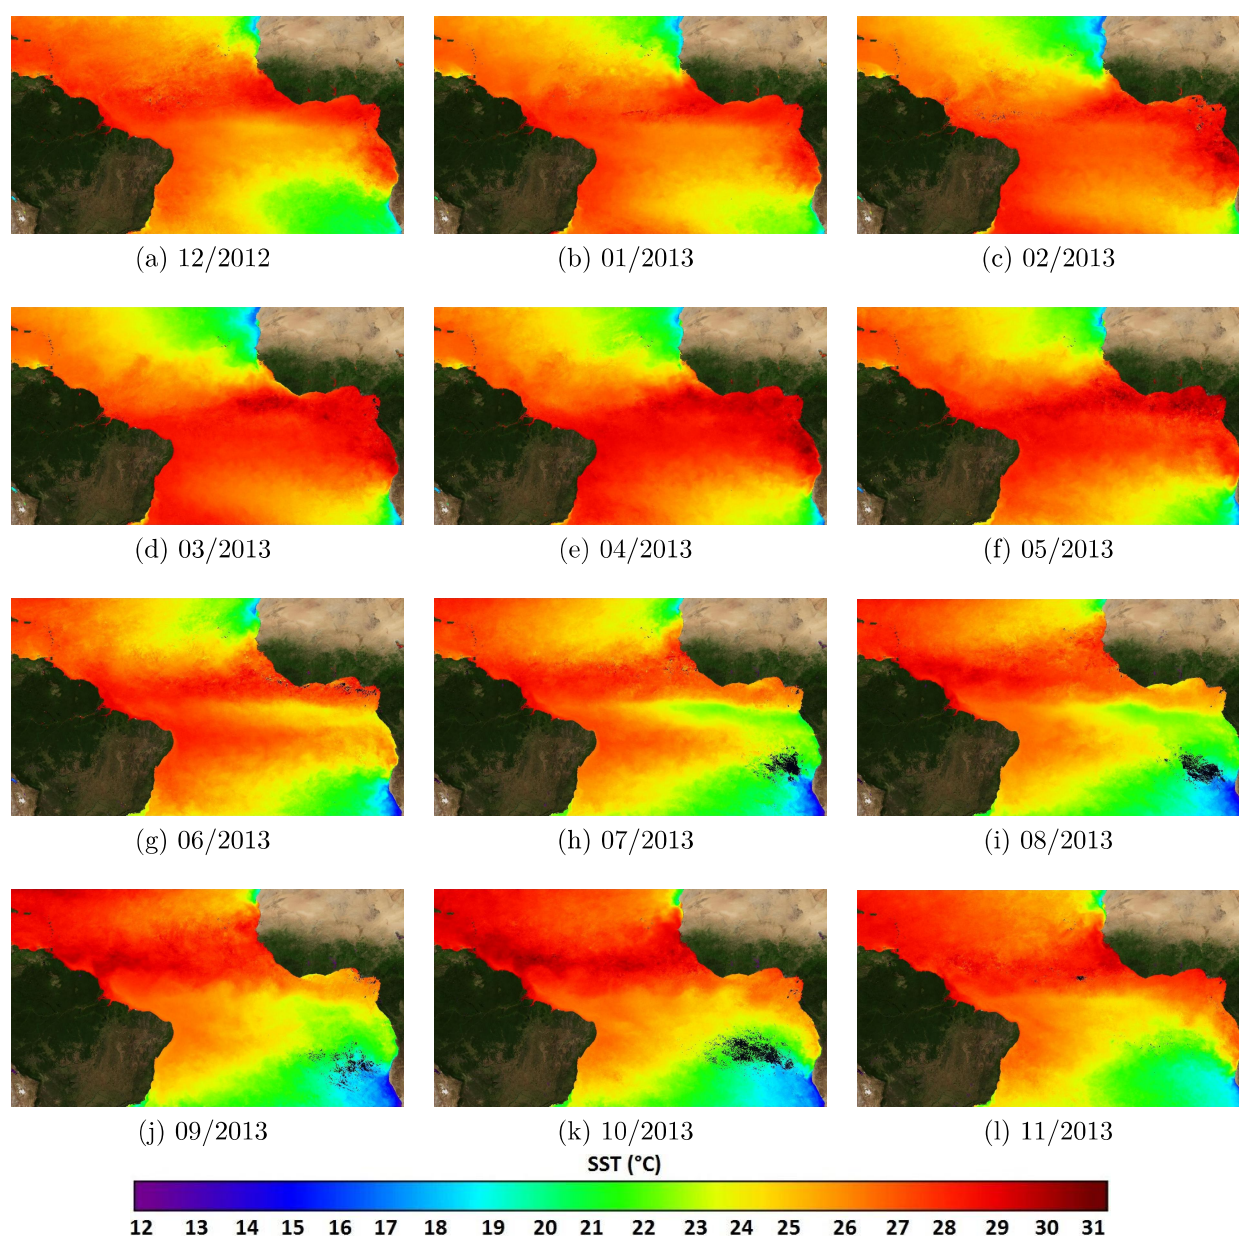 (a) 12/2012
(b) 01/2013
(c) 02/2013
(d) 03/2013
(e) 04/2013
(f) 05/2013
(g) 06/2013
(h) 07/2013
(i) 08/2013
(j) 09/2013
(k) 10/2013
(l) 11/2013
SST (°C)
12 13 14 15 16 17 18 19 20 21 22 23 24 25 26 27 28 29 30 31